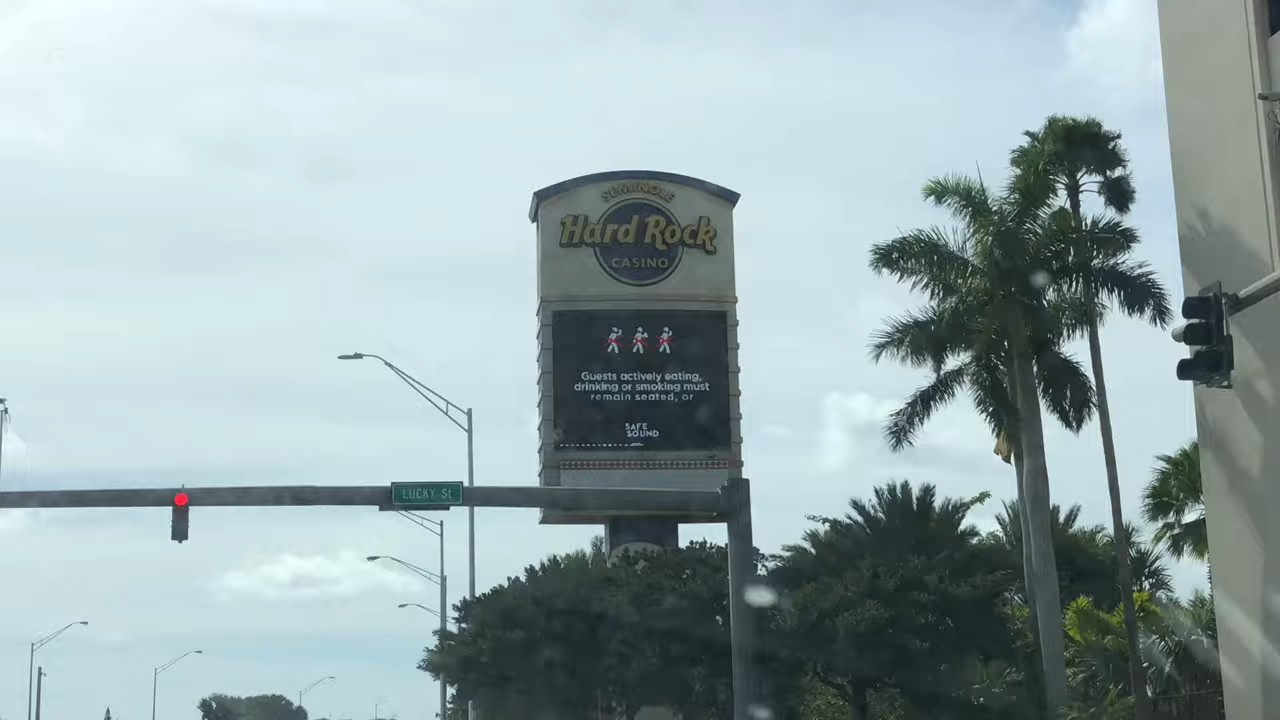 SEMINOLE
Hard Rock
CASINO
Guests actively eating,
drinking or smoking must
remain seated, or
SAFE
SOUND
LUCKY St